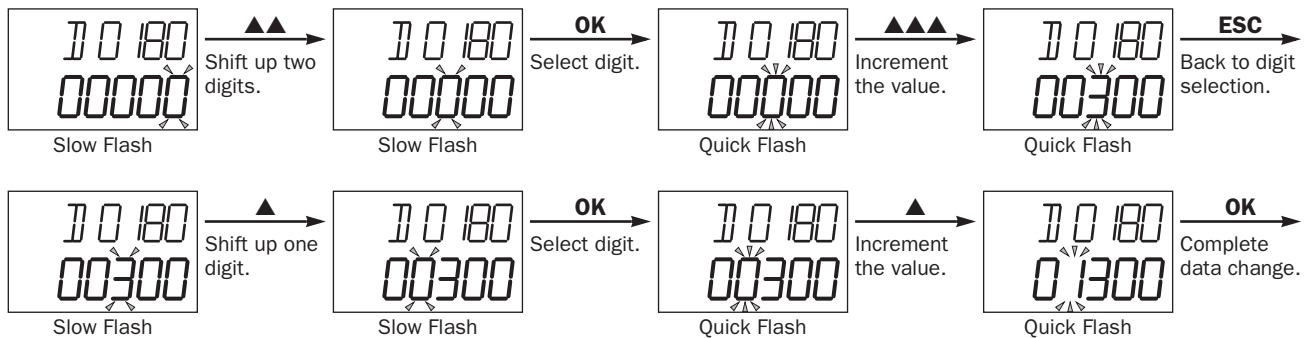 D 0180
00000
Slow Flash
▲▲
Shift up two
digits.
D 0180
00000
Slow Flash
OK
Select digit.
D 0180
00000
Quick Flash
▲▲▲
Increment
the value.
D 0180
00300
Quick Flash
ESC
Back to digit
selection.
D 0180
00300
Slow Flash
▲
Shift up one
digit.
D 0180
00300
Slow Flash
OK
Select digit.
D 0180
00300
Quick Flash
▲
Increment
the value.
D 0180
01300
Quick Flash
OK
Complete
data change.